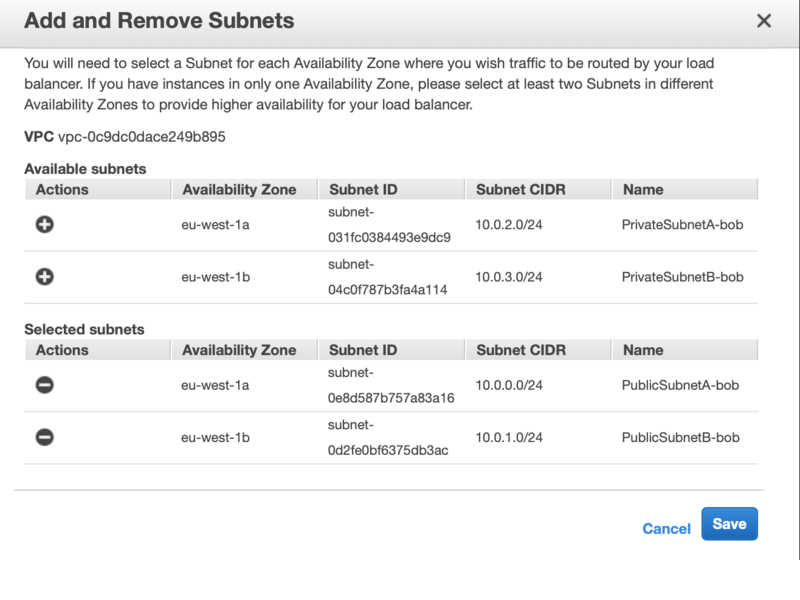 Add and Remove Subnets
You will need to select a Subnet for each Availability Zone where you wish traffic to be routed by your load
balancer. If you have instances in only one Availability Zone, please select at least two Subnets in different
Availability Zones to provide higher availability for your load balancer.
VPC vpc-0c9dc0dace249b895
Available subnets
Actions Availability Zone Subnet ID Subnet CIDR Name
eu-west-1a subnet-
031fc0384493e9dc9 10.0.2.0/24 PrivateSubnetA-bob
eu-west-1b subnet-
04c0f787b3fa4a114 10.0.3.0/24 PrivateSubnetB-bob
Selected subnets
Actions Availability Zone Subnet ID Subnet CIDR Name
eu-west-1a subnet-
0e8d587b757a83a16 10.0.0.0/24 PublicSubnetA-bob
eu-west-1b subnet-
0d2fe0bf6375db3ac 10.0.1.0/24 PublicSubnetB-bob
Cancel Save